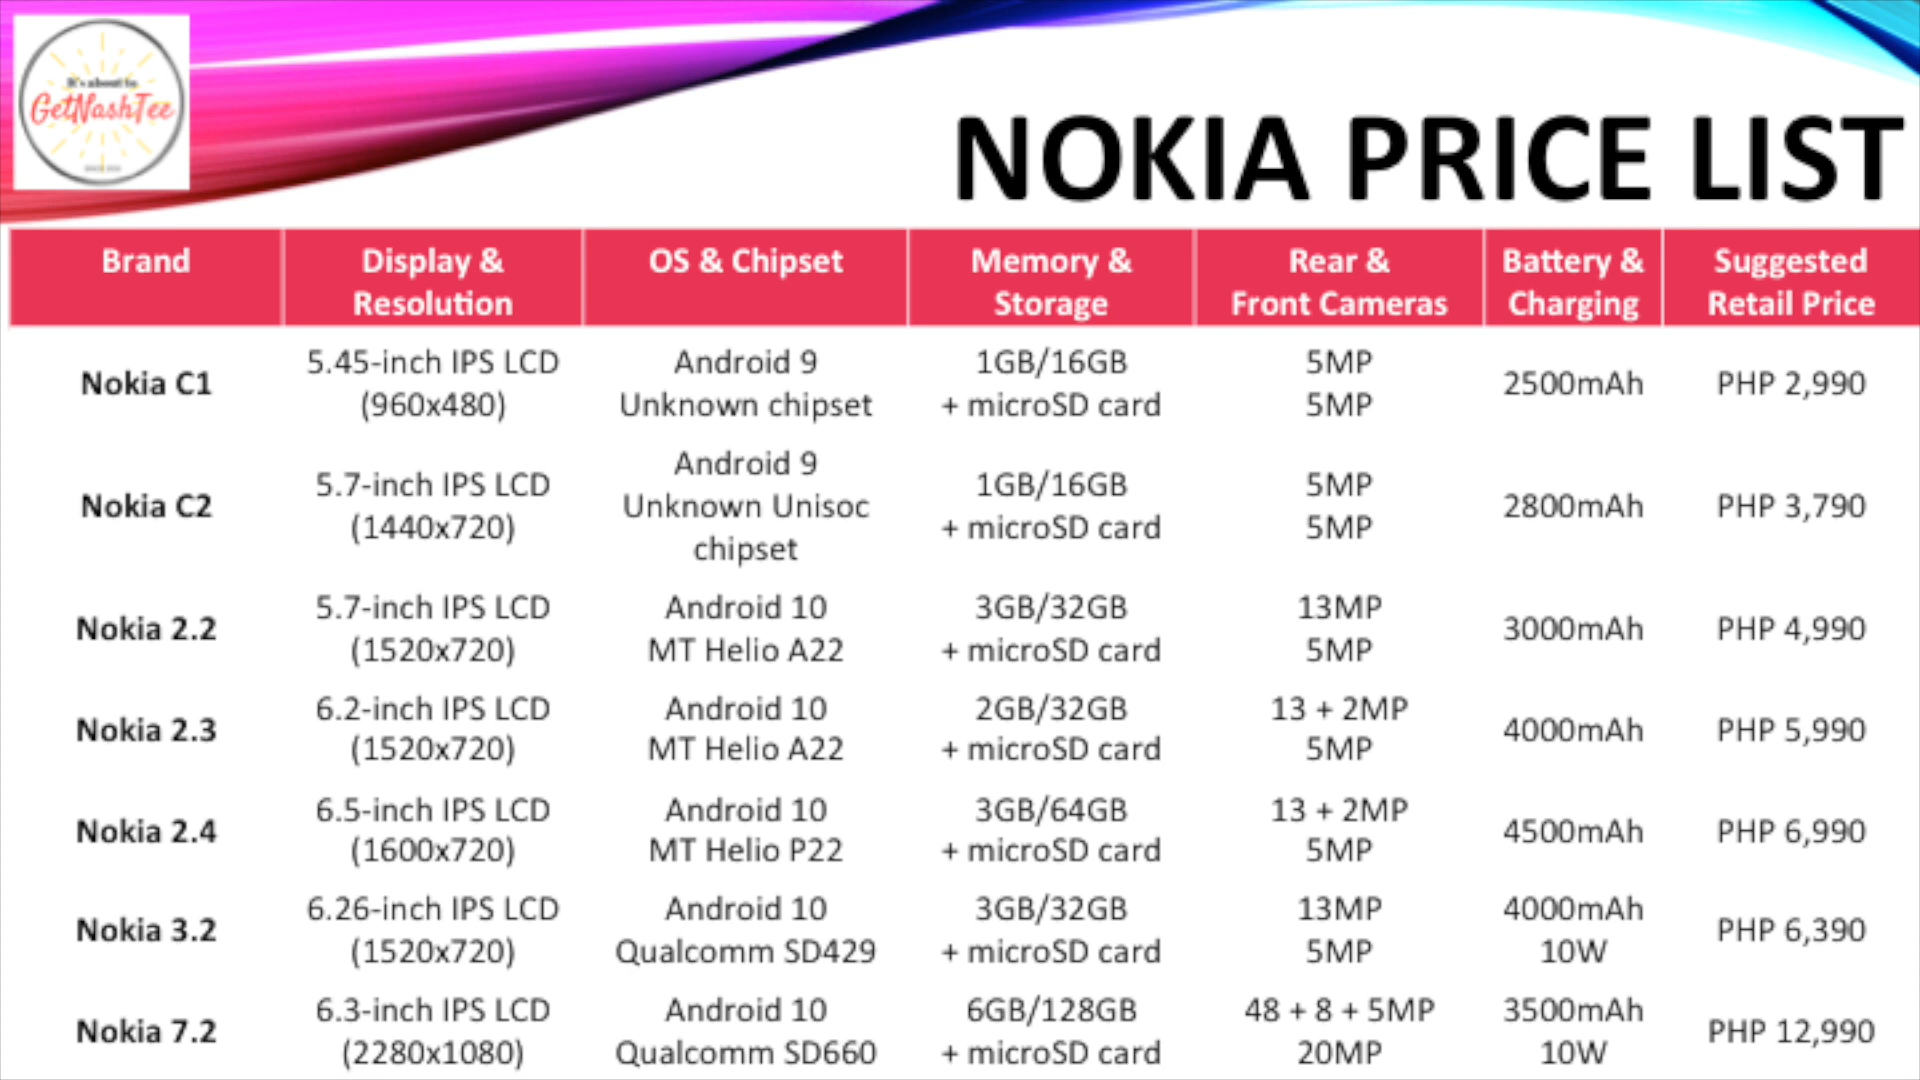 It's about to
GetNashTee
NOKIA PRICE LIST
Brand
Display &
Resolution
OS & Chipset
Memory &
Storage
Rear &
Front Cameras
Battery &
Charging
Suggested
Retail Price
Nokia C1
5.45-inch IPS LCD
(960x480)
Android 9
Unknown chipset
1GB/16GB
+ microSD card
5MP
5MP
2500mAh
PHP 2,990
Nokia C2
5.7-inch IPS LCD
(1440x720)
Android 9
Unknown Unisoc
chipset
1GB/16GB
+ microSD card
5MP
5MP
2800mAh
PHP 3,790
Nokia 2.2
5.7-inch IPS LCD
(1520x720)
Android 10
MT Helio A22
3GB/32GB
+ microSD card
13MP
5MP
3000mAh
PHP 4,990
Nokia 2.3
6.2-inch IPS LCD
(1520x720)
Android 10
MT Helio A22
2GB/32GB
+ microSD card
13 + 2MP
5MP
4000mAh
PHP 5,990
Nokia 2.4
6.5-inch IPS LCD
(1600x720)
Android 10
MT Helio P22
3GB/64GB
+ microSD card
13 + 2MP
5MP
4500mAh
PHP 6,990
Nokia 3.2
6.26-inch IPS LCD
(1520x720)
Android 10
Qualcomm SD429
3GB/32GB
+ microSD card
13MP
5MP
4000mAh
10W
PHP 6,390
Nokia 7.2
6.3-inch IPS LCD
(2280x1080)
Android 10
Qualcomm SD660
6GB/128GB
+ microSD card
48 + 8 + 5MP
20MP
3500mAh
10W
PHP 12,990